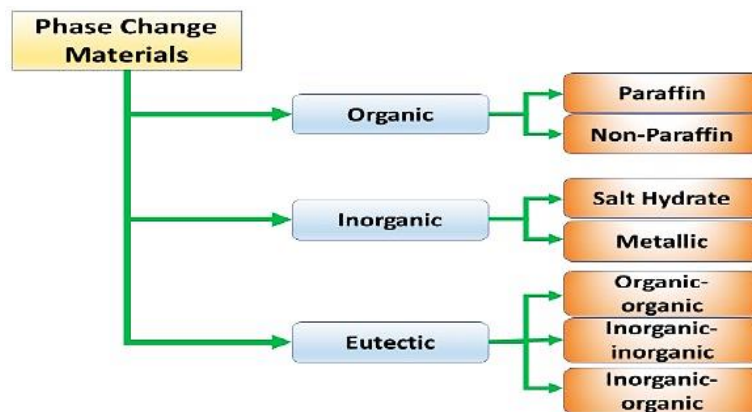 Phase Change
Materials
Organic
Paraffin
Non-Paraffin
Inorganic
Salt Hydrate
Metallic
Eutectic
Organic-
organic
Inorganic-
inorganic
Inorganic-
organic